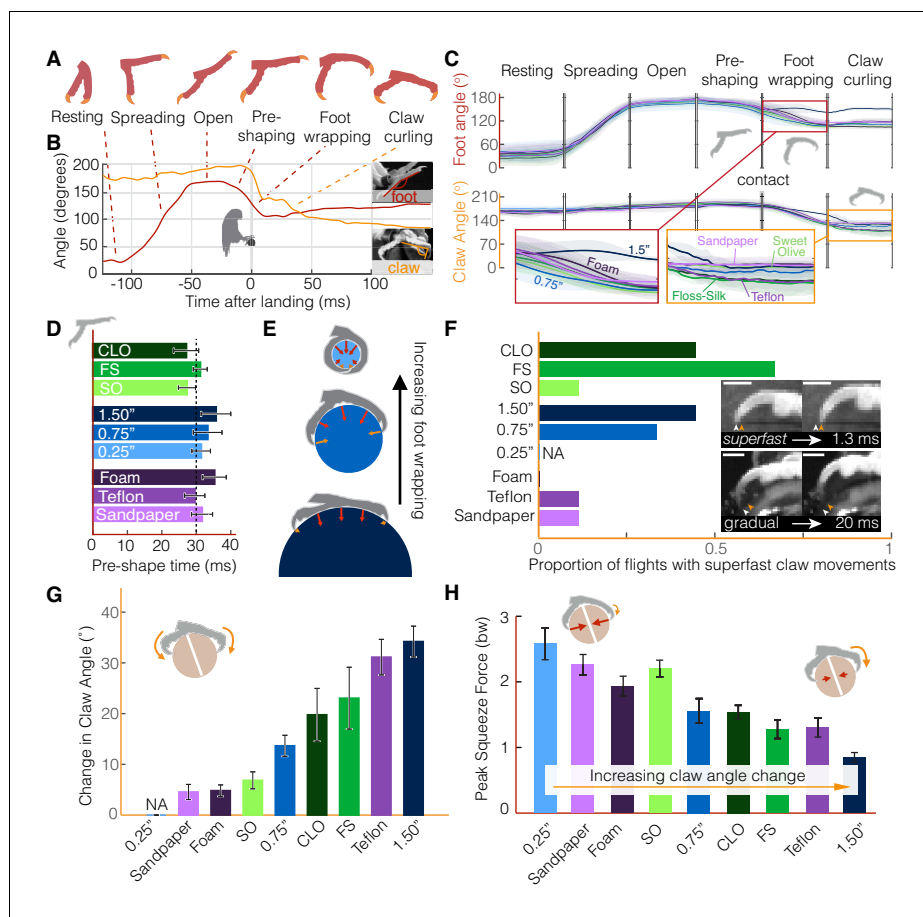 A
Resting
Spreading
Open
Pre-
shaping
Foot
wrapping
Claw
curling
B
Angle (degrees)
200
150
100
50
0
-100
-50
0
50
100
Time after landing (ms)
foot
claw
C
Resting
Spreading
Open
Pre-
shaping
Foot
wrapping
Claw
curling
Foot angle (°)
180
120
60
0
contact
Claw Angle (°)
210
140
70
0
1.5"
Foam
0.75"
Sandpaper
Sweet
Olive
Floss-Silk
Teflon
D
CLO
FS
SO
1.50"
0.75"
0.25"
Foam
Teflon
Sandpaper
0
10
20
30
40
Pre-shape time (ms)
E
Increasing foot wrapping
F
CLO
FS
SO
1.50"
0.75"
0.25"
NA
Foam
Teflon
Sandpaper
superfast
1.3 ms
gradual
20 ms
0
0.5
1
Proportion of flights with superfast claw movements
G
Change in Claw Angle (°)
40
30
20
10
0
NA
0.25"
Sandpaper
Foam
SO
0.75"
CLO
FS
Teflon
1.50"
H
Peak Squeeze Force (bw)
3
2
1
0
Increasing claw angle change
0.25"
Sandpaper
Foam
SO
0.75"
CLO
FS
Teflon
1.50"